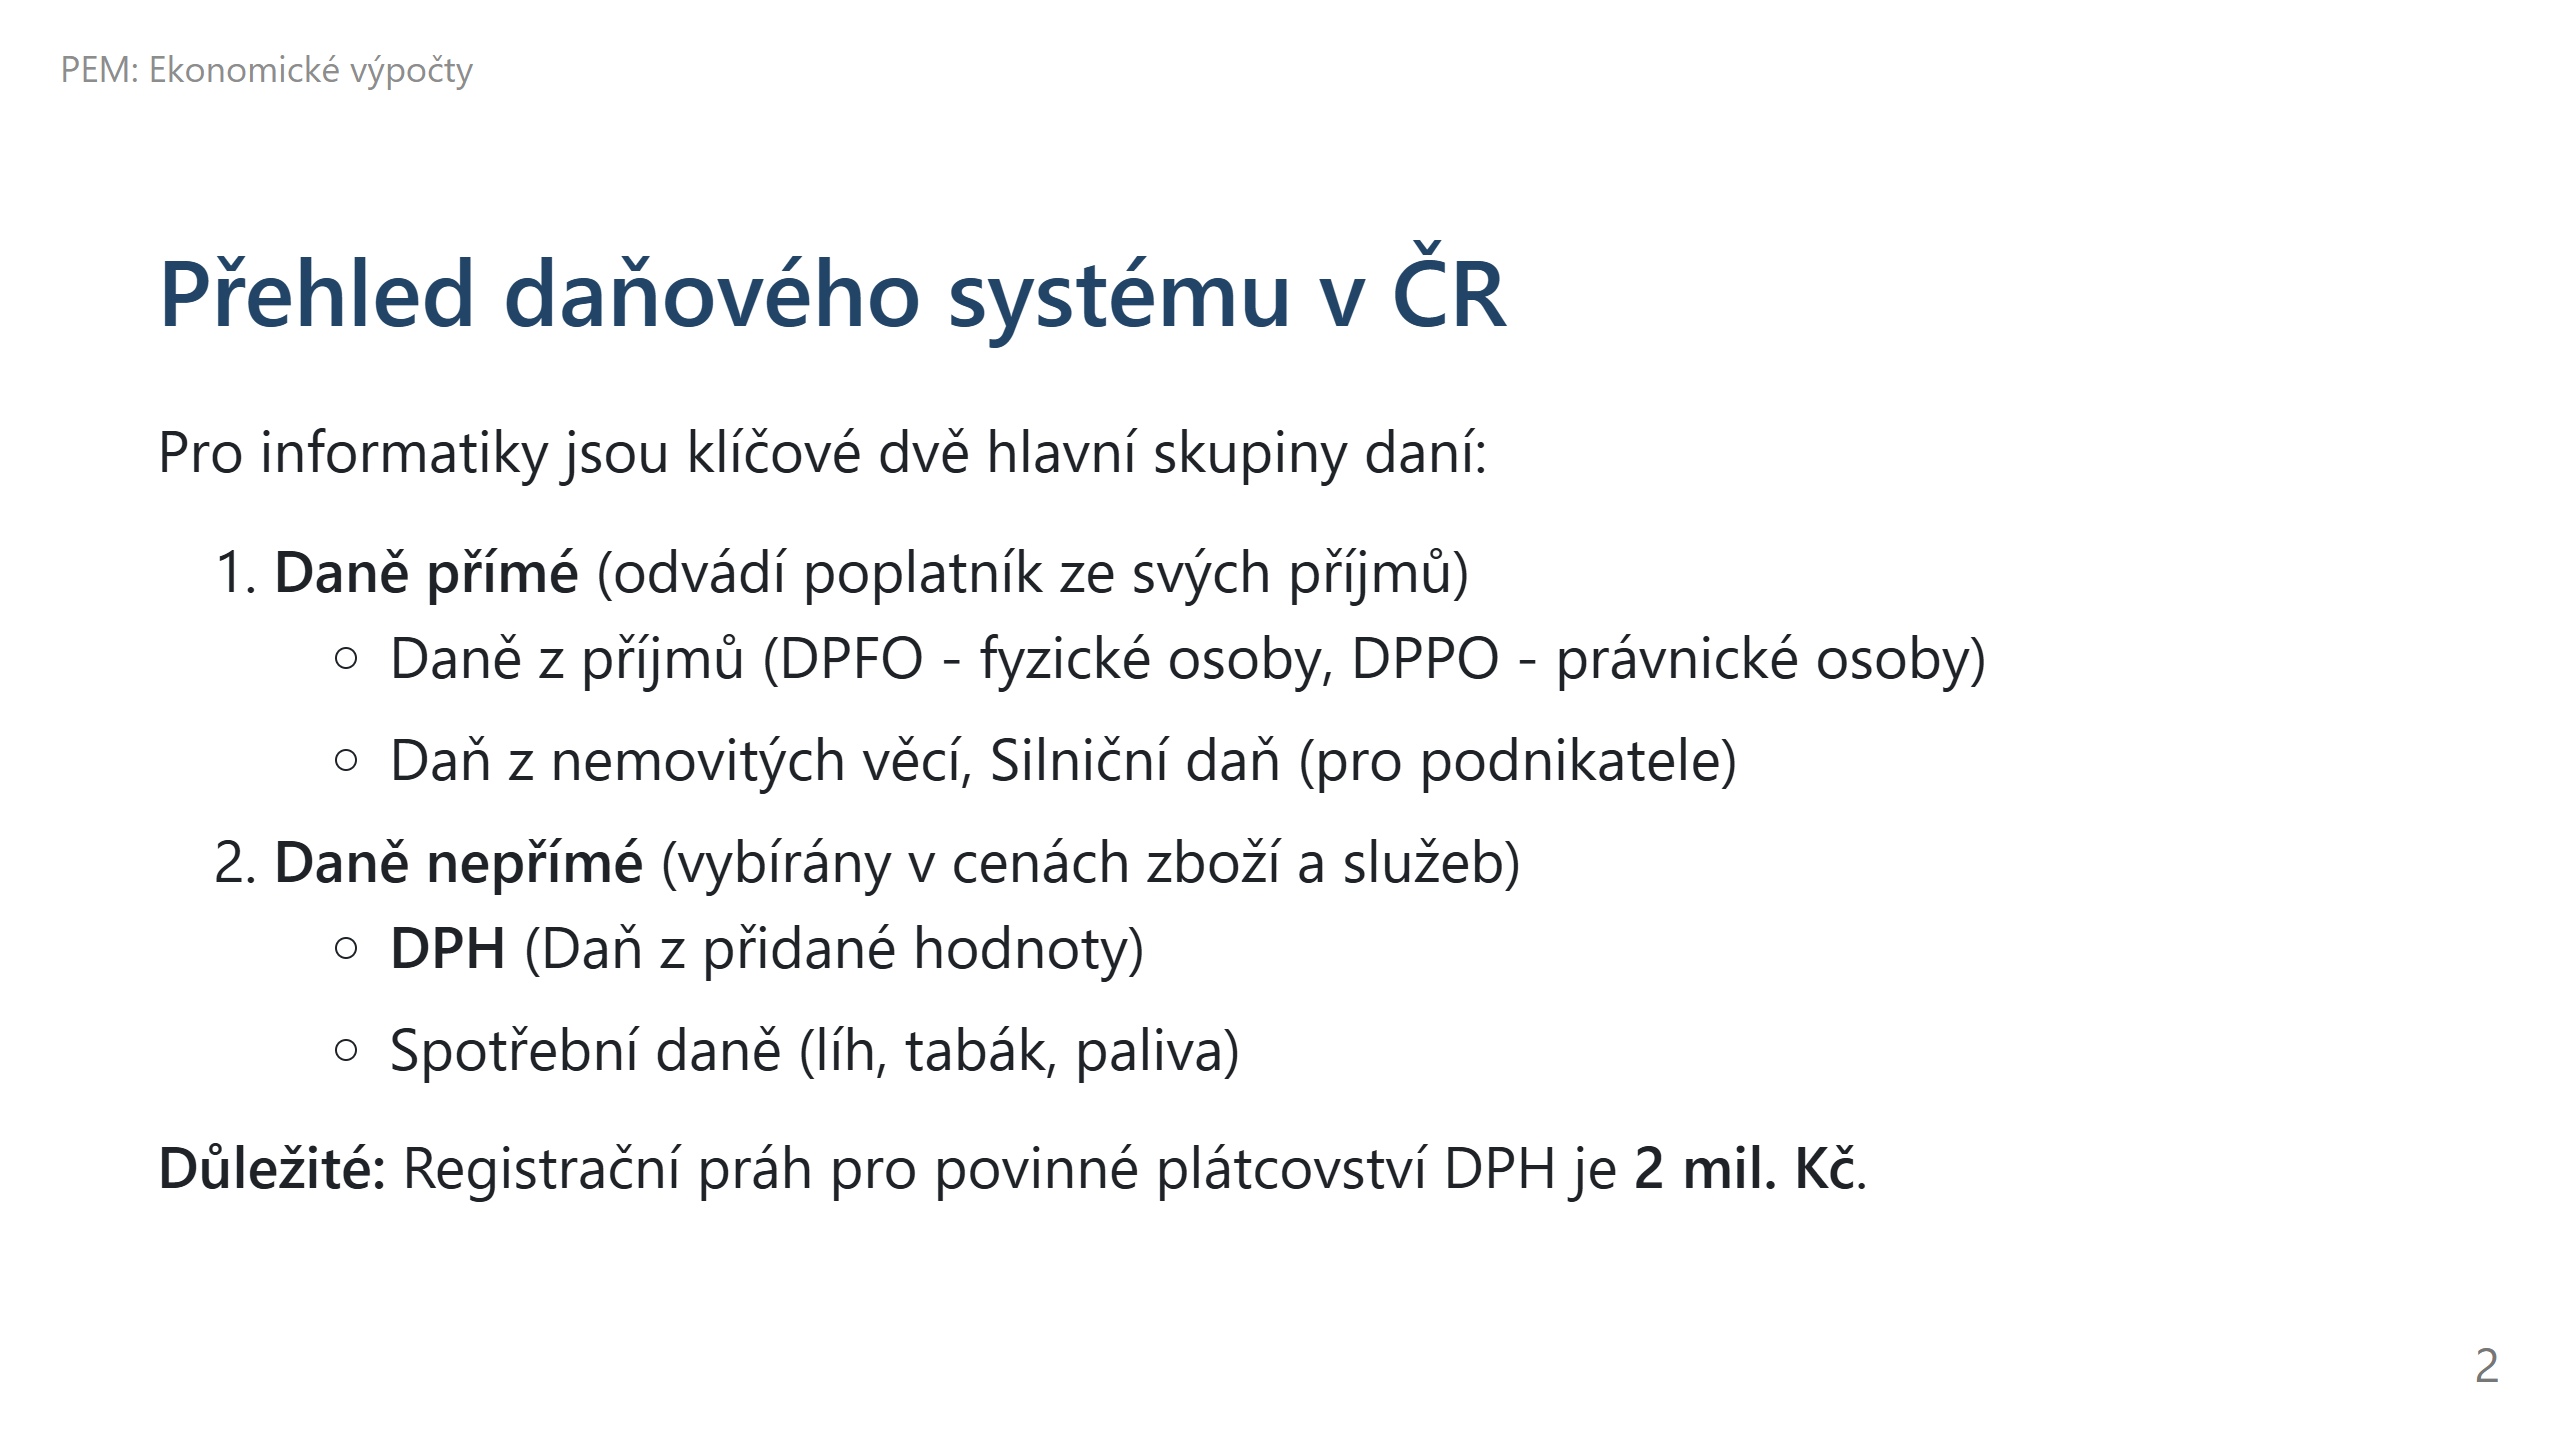 PEM: Ekonomické výpočty
Přehled daňového systému v ČR
Pro informatiky jsou klíčové dvě hlavní skupiny daní:
1. Daně přímé (odvádí poplatník ze svých příjmů)
○ Daně z příjmů (DPFO - fyzické osoby, DPPO - právnické osoby)
○ Daň z nemovitých věcí, Silniční daň (pro podnikatele)
2. Daně nepřímé (vybírány v cenách zboží a služeb)
○ DPH (Daň z přidané hodnoty)
○ Spotřební daně (líh, tabák, paliva)
Důležité: Registrační práh pro povinné plátcovství DPH je 2 mil. Kč.
2